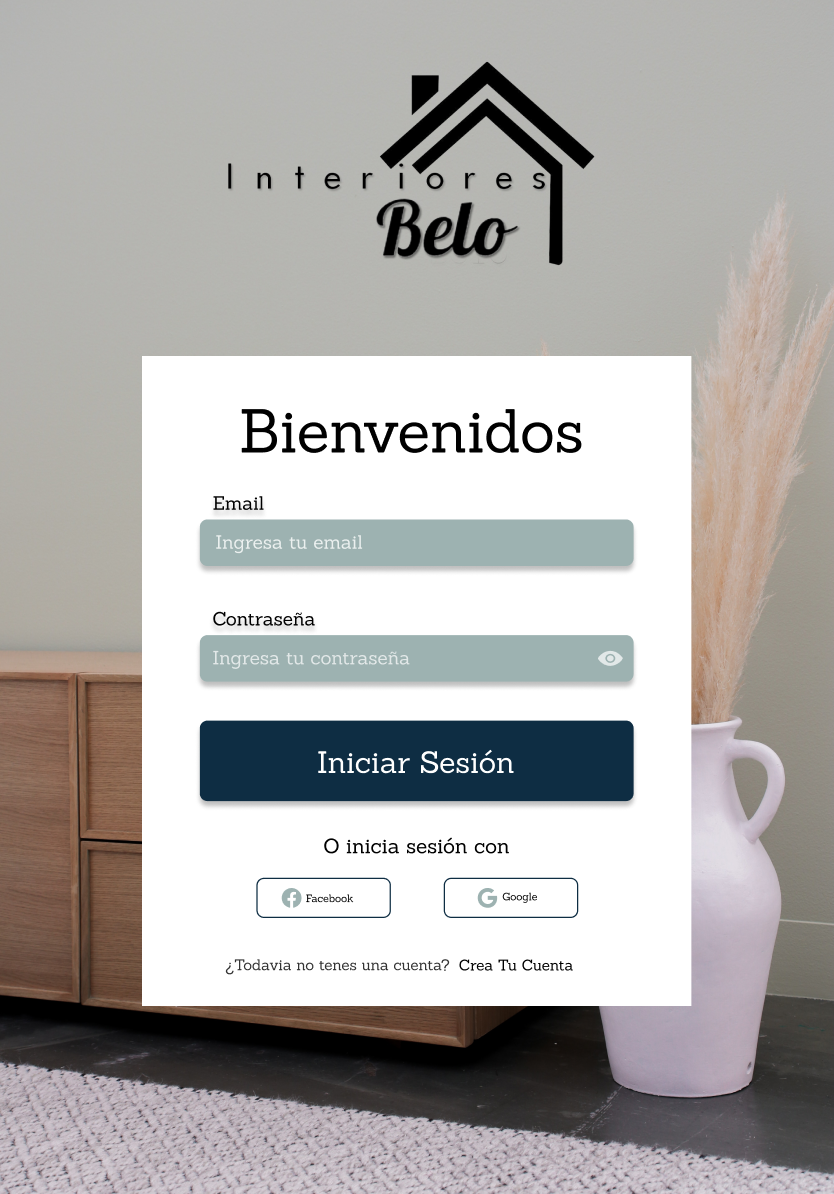 Interiores
Belo
Bienvenidos
Email
Ingresa tu email
Contraseña
Ingresa tu contraseña
Iniciar Sesión
O inicia sesión con
Facebook
Google
¿Todavia no tenes una cuenta? Crea Tu Cuenta